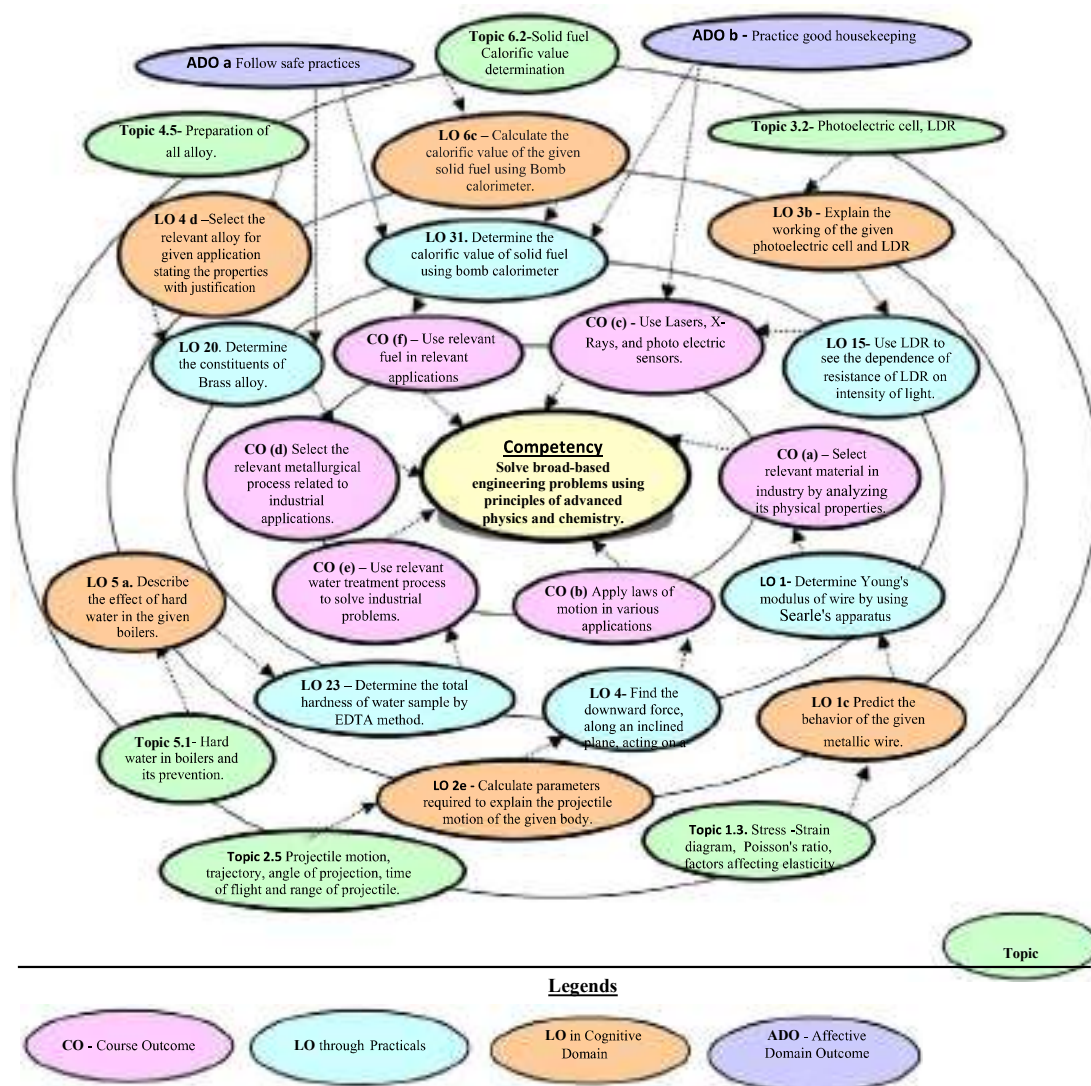 Topic 6.2-Solid fuel
Calorific value
determination
ADO b - Practice good housekeeping
ADO a Follow safe practices
Topic 4.5- Preparation of
all alloy.
LO 6c – Calculate the
calorific value of the given
solid fuel using Bomb
calorimeter.
Topic 3.2- Photoelectric cell, LDR
LO 4 d –Select the
relevant alloy for
given application
stating the properties
with justification
LO 31. Determine the
calorific value of solid fuel
using bomb calorimeter
LO 3b - Explain the
working of the given
photoelectric cell and LDR
LO 20. Determine
the constituents of
Brass alloy.
CO (f) – Use relevant
fuel in relevant
applications
CO (c) - Use Lasers, X-
Rays, and photo electric
sensors.
LO 15- Use LDR to
see the dependence of
resistance of LDR on
intensity of light.
CO (d) Select the
relevant metallurgical
process related to
industrial
applications.
Competency
Solve broad-based
engineering problems using
principles of advanced
physics and chemistry.
CO (a) – Select
relevant material in
industry by analyzing
its physical properties.
LO 5 a. Describe
the effect of hard
water in the given
boilers.
CO (e) – Use relevant
water treatment process
to solve industrial
problems.
CO (b) Apply laws of
motion in various
applications
LO 1- Determine Young's
modulus of wire by using
Searle's apparatus
LO 23 – Determine the total
hardness of water sample by
EDTA method.
LO 4- Find the
downward force,
along an inclined
plane, acting on a
LO 1c Predict the
behavior of the given
metallic wire.
Topic 5.1- Hard
water in boilers and
its prevention.
LO 2e - Calculate parameters
required to explain the projectile
motion of the given body.
Topic 1.3. Stress -Strain
diagram, Poisson's ratio,
factors affecting elasticity
Topic 2.5 Projectile motion,
trajectory, angle of projection, time
of flight and range of projectile.
Topic
Legends
CO - Course Outcome
LO through Practicals
LO in Cognitive
Domain
ADO - Affective
Domain Outcome